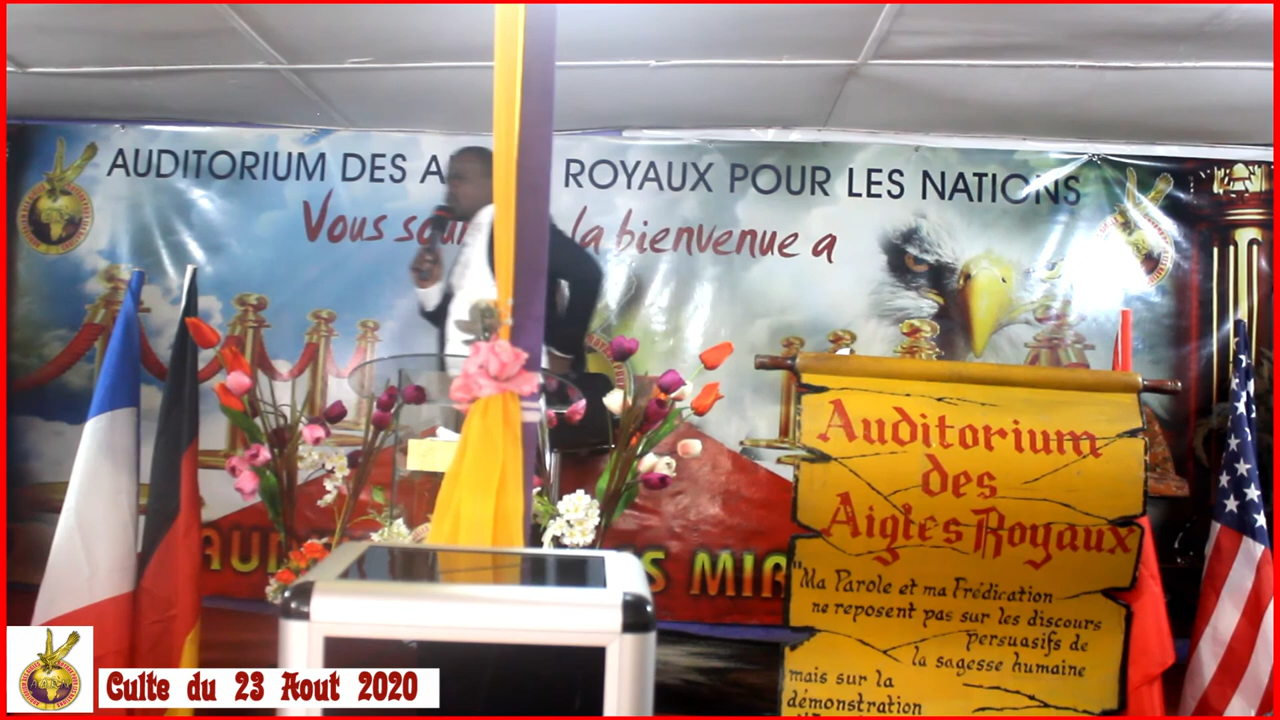 AUDITORIUM DES A ROYAUX POUR LES NATIONS
Vous sou la bienvenue a
AU S MIR
Auditorium
des
Aigles Royaux
"Ma Parole et ma Prédication
ne reposent pas sur les discours
persuasifs de
la sagesse humaine
mais sur la
démonstration
Culte du 23 Aout 2020